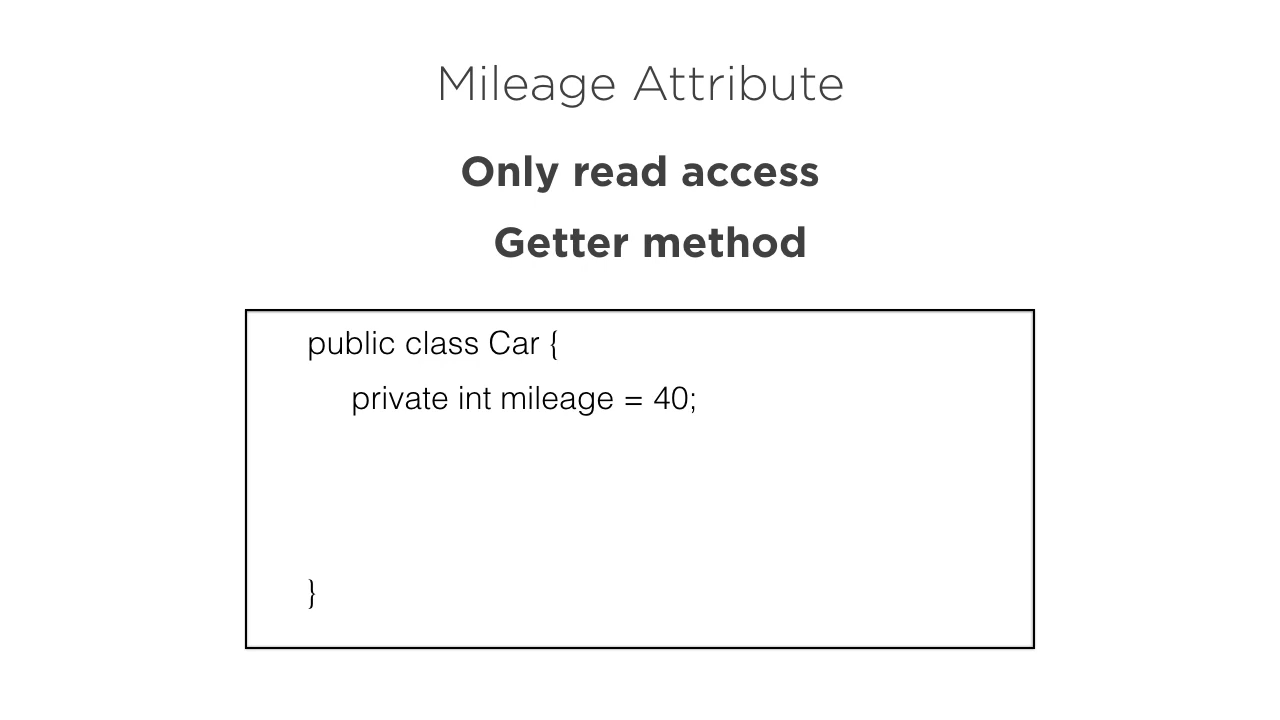 Mileage Attribute
Only read access
Getter method
public class Car {
private int mileage = 40;
}